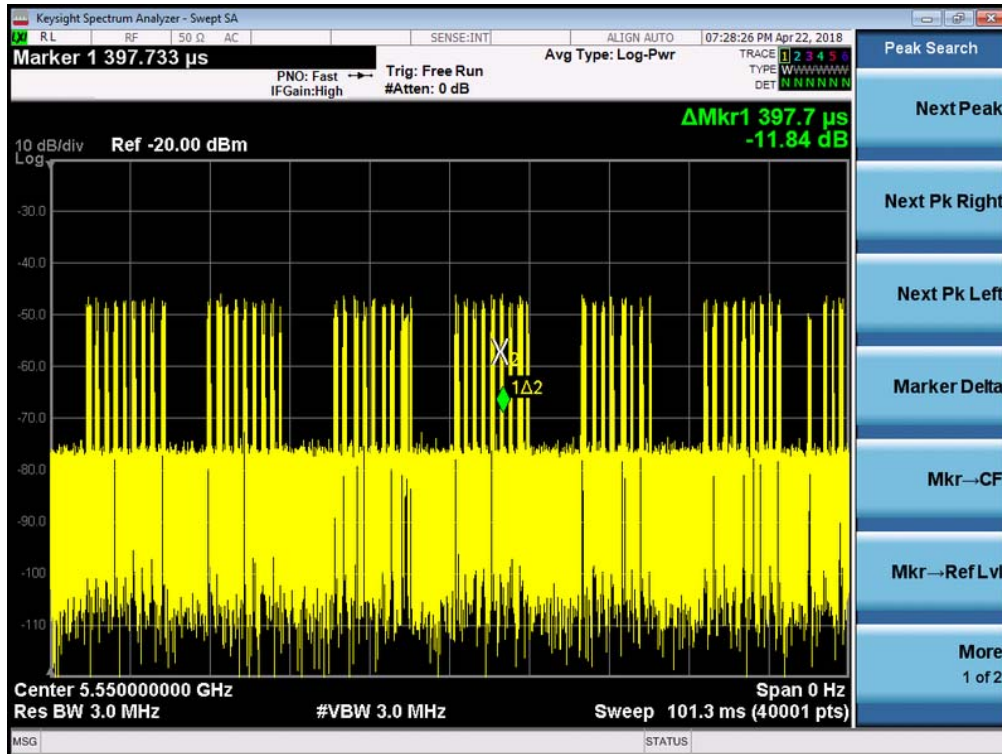 Keysight Spectrum Analyzer - Swept SA
LXI RL RF 50 Ω AC SENSE:INT ALIGN AUTO 07:28:26 PM Apr 22, 2018
Marker 1 397.733 µs
PNO: Fast
IFGain:High
Trig: Free Run
#Atten: 0 dB
Avg Type: Log-Pwr
TRACE 1 2 3 4 5 6
TYPE WWWWWW
DET N N N N N N
ΔMkr1 397.7 µs
-11.84 dB
10 dB/div Ref -20.00 dBm
Log
-30.0
-40.0
-50.0
-60.0
-70.0
-80.0
-90.0
-100
-110
X2
1Δ2
Center 5.550000000 GHz Span 0 Hz
Res BW 3.0 MHz #VBW 3.0 MHz Sweep 101.3 ms (40001 pts)
MSG STATUS
Peak Search
Next Peak
Next Pk Right
Next Pk Left
Marker Delta
Mkr→CF
Mkr→Ref Lvl
More
1 of 2